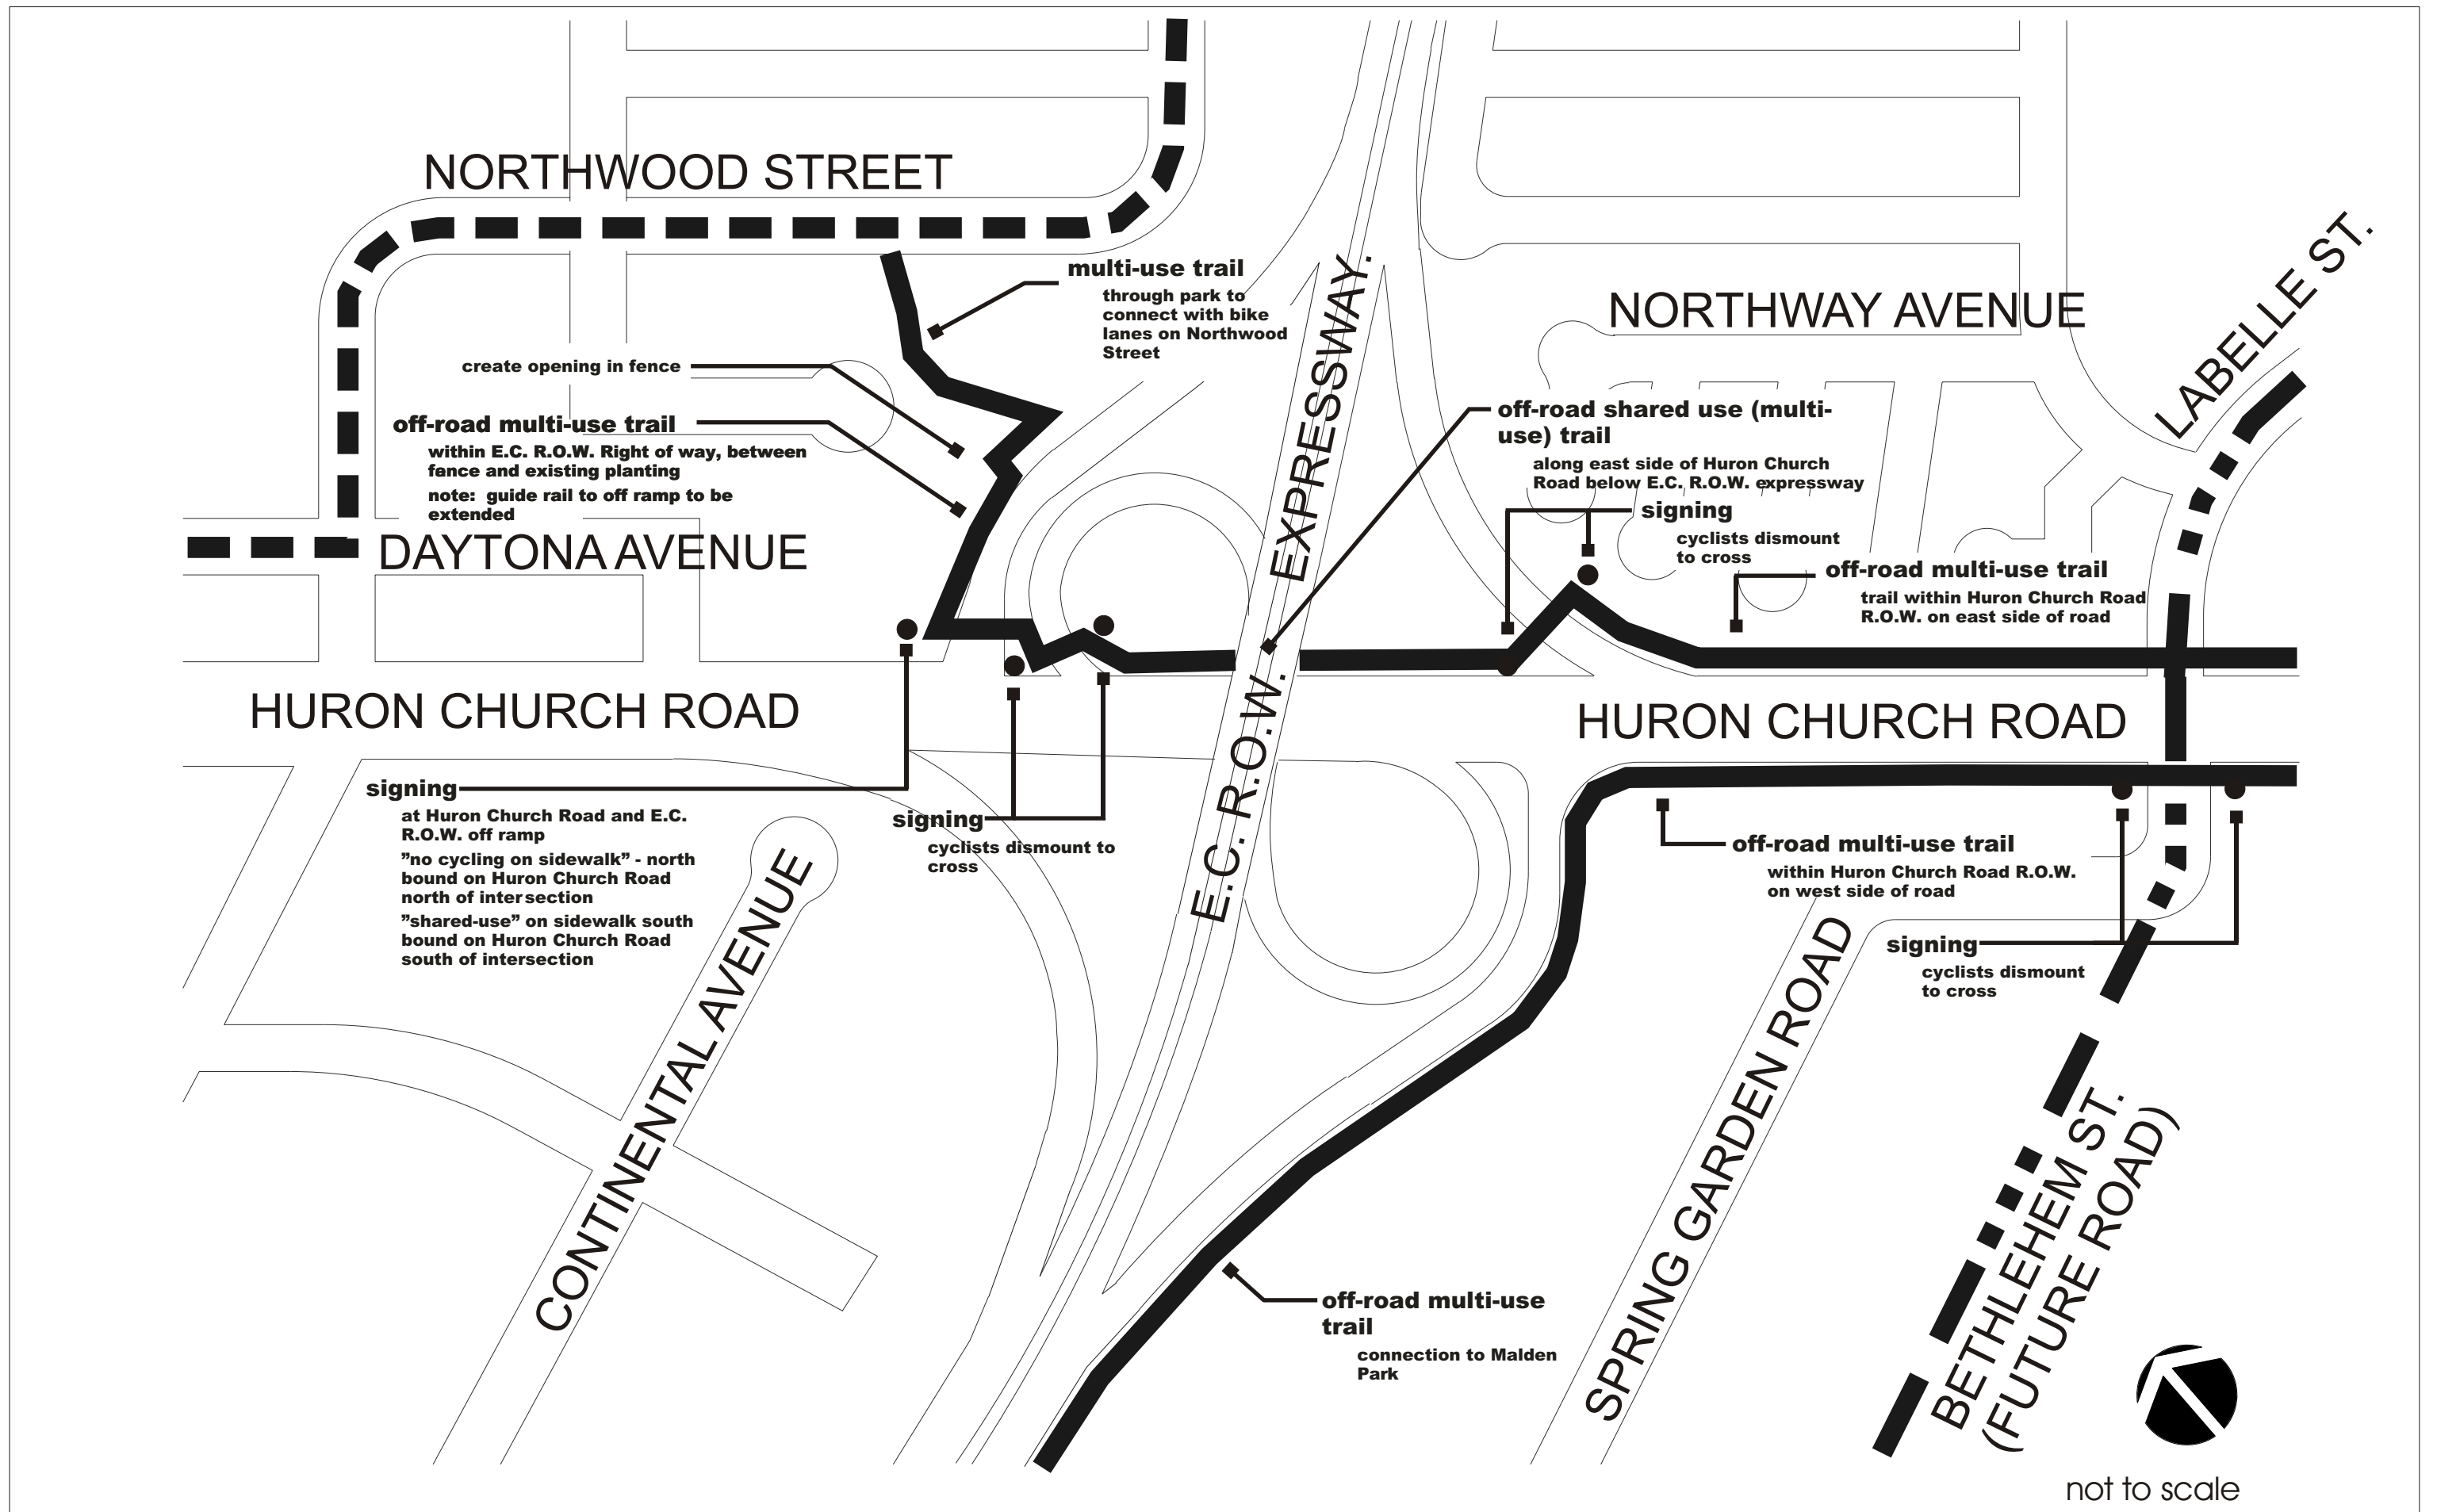 NORTHWOOD STREET
multi-use trail
through park to
connect with bike
lanes on Northwood
Street
create opening in fence
off-road multi-use trail
within E.C. R.O.W. Right of way, between
fence and existing planting
note: guide rail to off ramp to be
extended
DAYTONA AVENUE
E.C. R.O.W. EXPRESSWAY.
NORTHWAY AVENUE
LABELLE ST.
off-road shared use (multi-
use) trail
along east side of Huron Church
Road below E.C. R.O.W. expressway
signing
cyclists dismount
to cross
off-road multi-use trail
trail within Huron Church Road
R.O.W. on east side of road
HURON CHURCH ROAD
HURON CHURCH ROAD
signing
at Huron Church Road and E.C.
R.O.W. off ramp
"no cycling on sidewalk" - north
bound on Huron Church Road
north of intersection
"shared-use" on sidewalk south
bound on Huron Church Road
south of intersection
signing
cyclists dismount to
cross
off-road multi-use trail
within Huron Church Road R.O.W.
on west side of road
signing
cyclists dismount
to cross
CONTINENTAL AVENUE
SPRING GARDEN ROAD
BETHLEHEM ST.
(FUTURE ROAD)
off-road multi-use
trail
connection to Malden
Park
not to scale